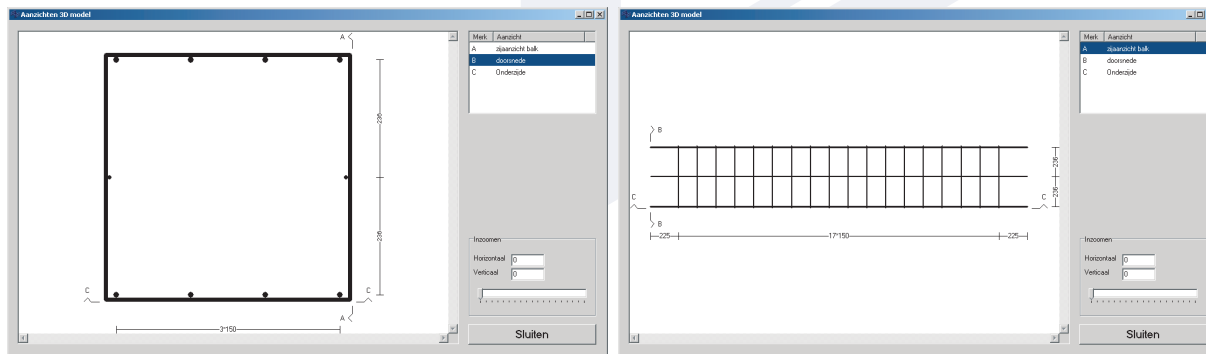 Aanzichten 3D model
A
236
236
C
C
A
3*150
Merk Aanzicht
A zijaanzicht balk
B doorsnede
C Onderzijde
Inzoomen
Horizontaal 0
Verticaal 0
Sluiten
Aanzichten 3D model
B
236
236
C
C
B
225
17*150
225
Merk Aanzicht
A zijaanzicht balk
B doorsnede
C Onderzijde
Inzoomen
Horizontaal 0
Verticaal 0
Sluiten